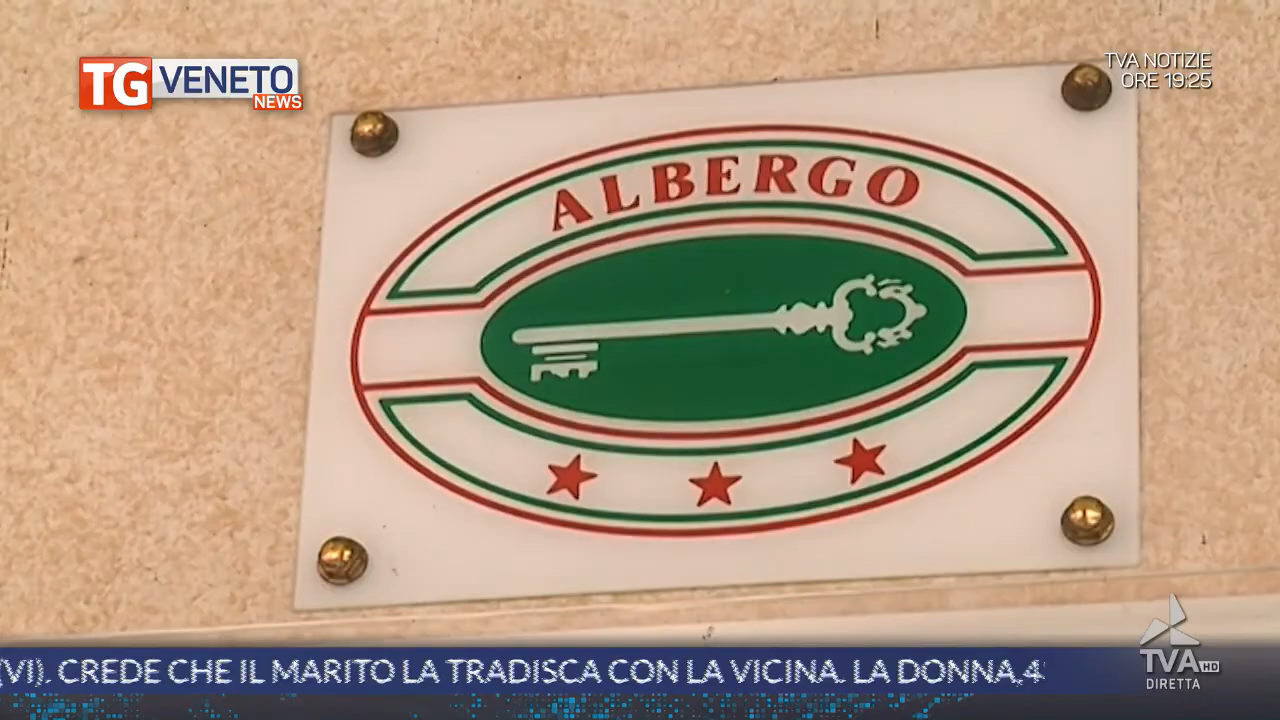 TG VENETO
NEWS
TVA NOTIZIE
ORE 19:25
ALBERGO
(VI). CREDE CHE IL MARITO LA TRADISCA CON LA VICINA. LA DONNA,
TVA HD
DIRETTA